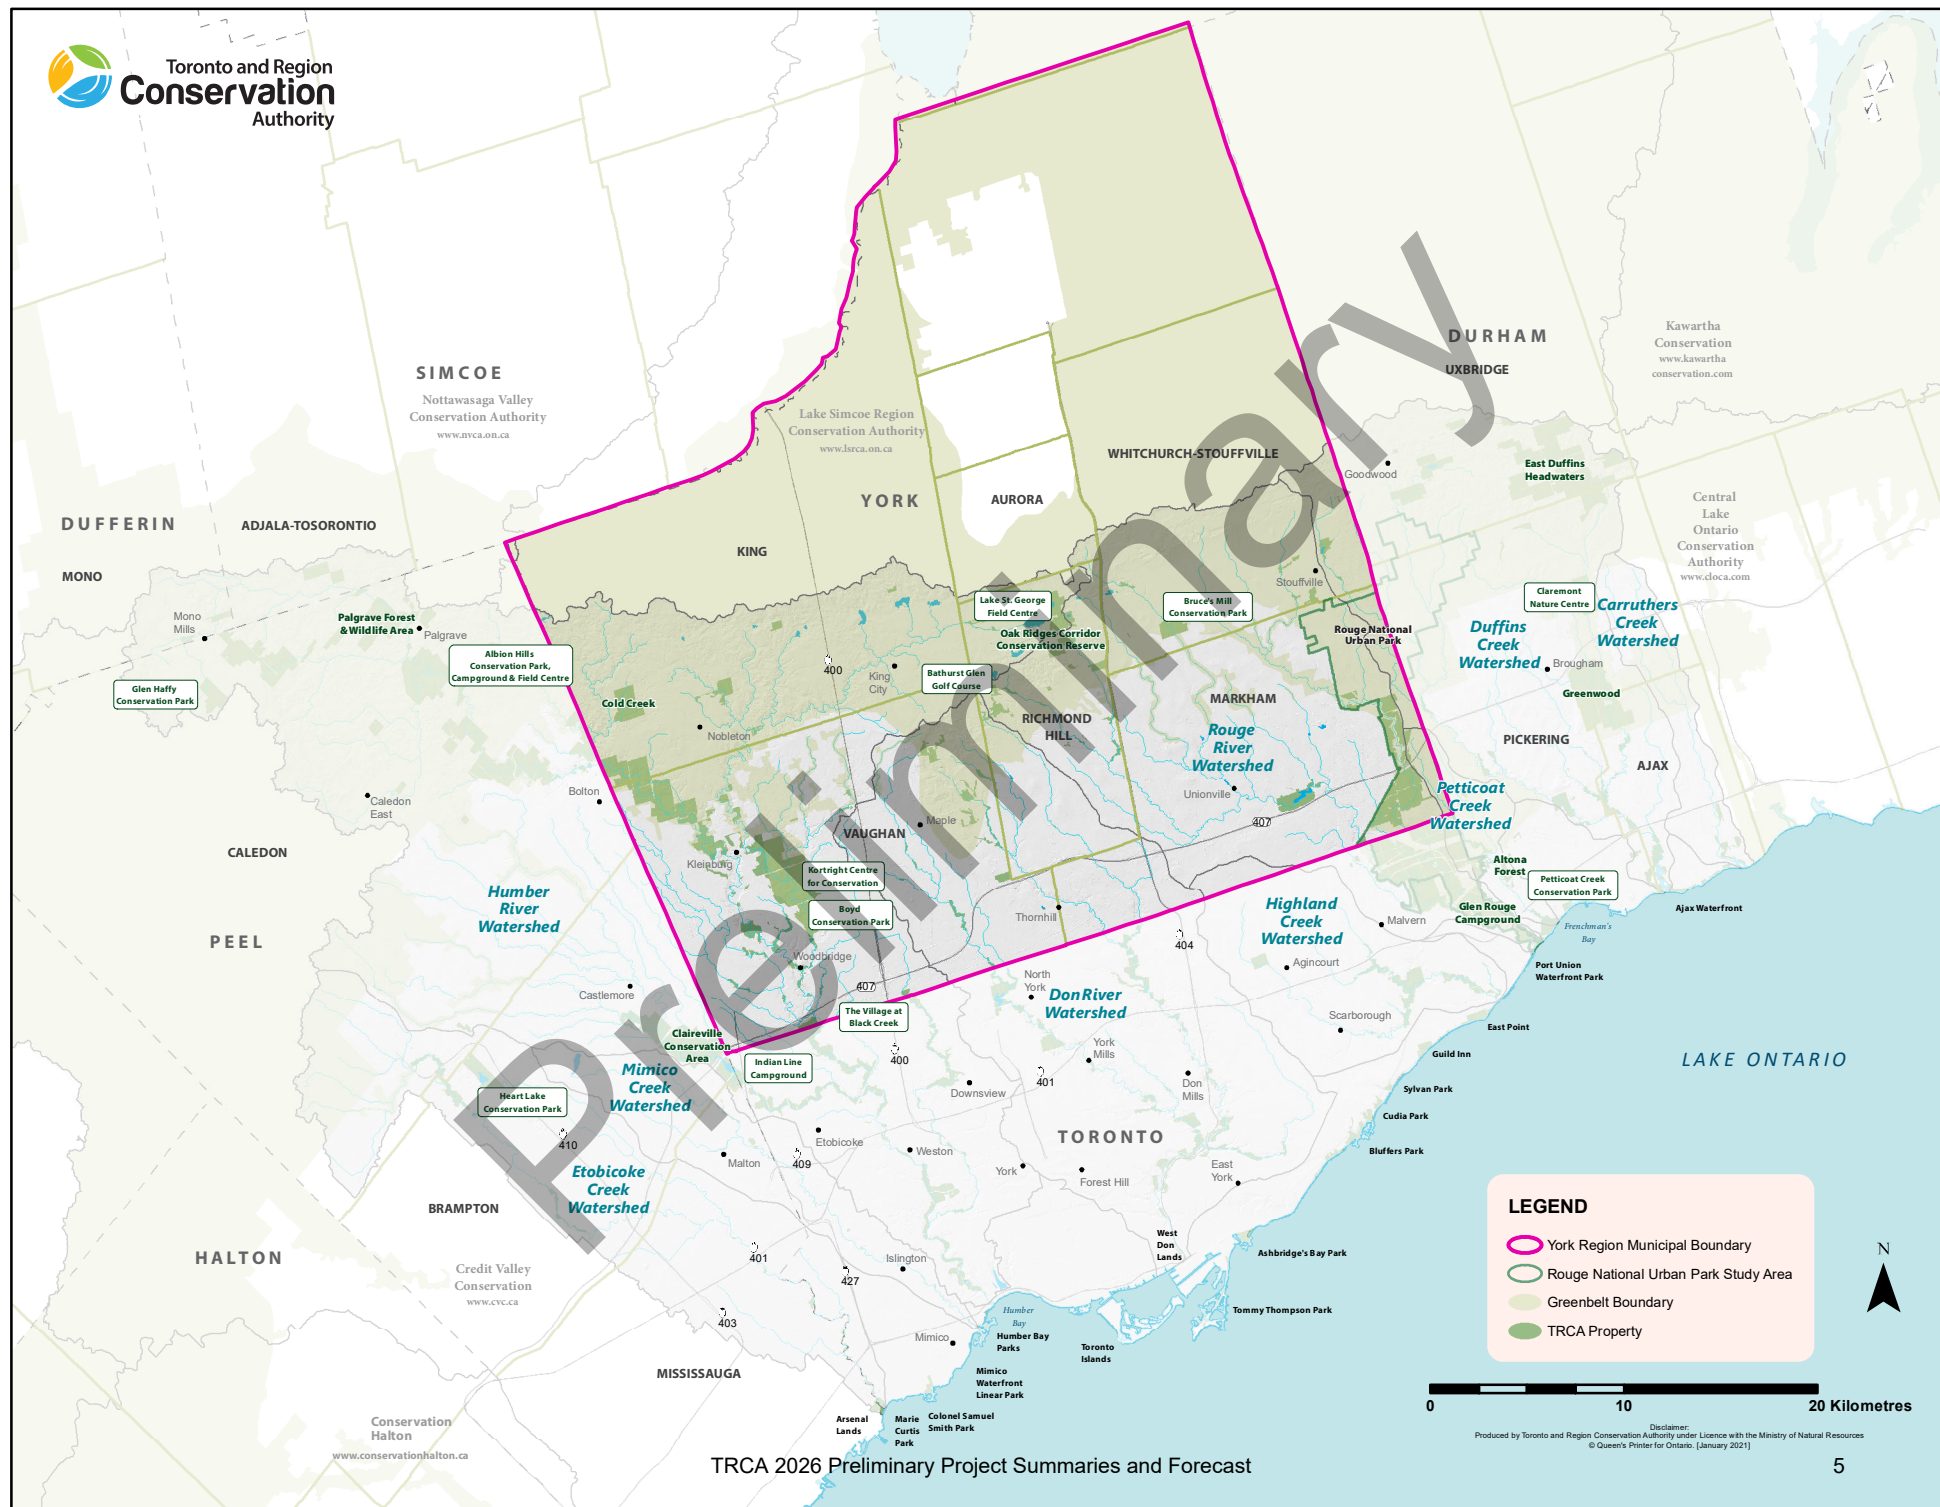 Toronto and Region
Conservation
Authority
SIMCOE
Nottawasaga Valley
Conservation Authority
www.nvca.on.ca
Lake Simcoe Region
Conservation Authority
www.lsrca.on.ca
DURHAM
UXBRIDGE
Kawartha
Conservation
www.kawartha
conservation.com
WHITCHURCH-STOUFFVILLE
Goodwood
East Duffins
Headwaters
YORK
AURORA
Central
Lake
Ontario
Conservation
Authority
www.cloca.com
DUFFERIN
ADJALA-TOSORONTIO
MONO
KING
Stouffville
Mono
Mills
Palgrave Forest
& Wildlife Area
Palgrave
Albion Hills
Conservation Park,
Campground & Field Centre
Glen Haffy
Conservation Park
Lake St. George
Field Centre
Oak Ridges Corridor
Conservation Reserve
Bruce's Mill
Conservation Park
Rouge National
Urban Park
Claremont
Nature Centre
Carruthers
Creek
Watershed
Duffins
Creek
Watershed
Brougham
Greenwood
400
King
City
Bathurst Glen
Golf Course
Cold Creek
Nobleton
RICHMOND
HILL
MARKHAM
Rouge
River
Watershed
PICKERING
AJAX
Bolton
Caledon
East
Unionville
Petticoat
Creek
Watershed
407
VAUGHAN
Maple
CALEDON
Kleinburg
Kortright Centre
for Conservation
Boyd
Conservation Park
Altona
Forest
Petticoat Creek
Conservation Park
Glen Rouge
Campground
Ajax Waterfront
Frenchman's
Bay
Humber
River
Watershed
Thornhill
Highland
Creek
Watershed
Malvern
PEEL
Woodbridge
404
Agincourt
Port Union
Waterfront Park
Castlemore
407
North
York
Don River
Watershed
The Village at
Black Creek
Scarborough
East Point
Claireville
Conservation
Area
400
Indian Line
Campground
York
Mills
Guild Inn
LAKE ONTARIO
Mimico
Creek
Watershed
401
Downsview
Don
Mills
Sylvan Park
Heart Lake
Conservation Park
Cudia Park
410
Etobicoke
TORONTO
Bluffers Park
Weston
Malton
409
York
Forest Hill
East
York
Etobicoke
Creek
Watershed
BRAMPTON
HALTON
Credit Valley
Conservation
www.cvc.ca
401
427
Islington
West
Don
Lands
Ashbridge's Bay Park
403
Humber
Bay
Humber Bay
Parks
Tommy Thompson Park
Mimico
Toronto
Islands
MISSISSAUGA
Mimico
Waterfront
Linear Park
Arsenal
Lands
Marie
Curtis
Park
Colonel Samuel
Smith Park
Conservation
Halton
www.conservationhalton.ca
Preliminary
LEGEND
York Region Municipal Boundary
Rouge National Urban Park Study Area
Greenbelt Boundary
TRCA Property
N
0 10 20 Kilometres
Disclaimer:
Produced by Toronto and Region Conservation Authority under Licence with the Ministry of Natural Resources
© Queen's Printer for Ontario. [January 2021]
TRCA 2026 Preliminary Project Summaries and Forecast
5